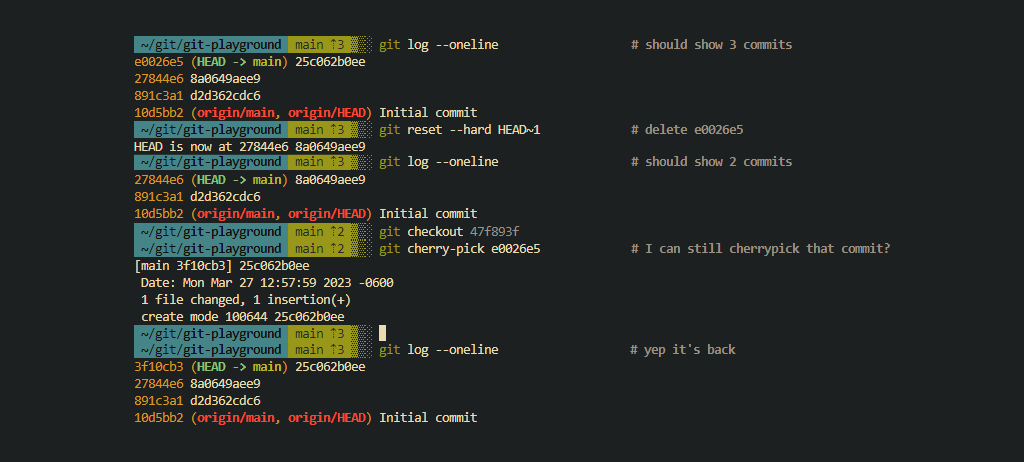 ~/git/git-playground main ⇡3 git log --oneline # should show 3 commits
e0026e5 (HEAD -> main) 25c062b0ee
27844e6 8a0649aee9
891c3a1 d2d362cdc6
10d5bb2 (origin/main, origin/HEAD) Initial commit
~/git/git-playground main ⇡3 git reset --hard HEAD~1 # delete e0026e5
HEAD is now at 27844e6 8a0649aee9
~/git/git-playground main ⇡3 git log --oneline # should show 2 commits
27844e6 (HEAD -> main) 8a0649aee9
891c3a1 d2d362cdc6
10d5bb2 (origin/main, origin/HEAD) Initial commit
~/git/git-playground main ⇡2 git checkout 47f893f
~/git/git-playground main ⇡2 git cherry-pick e0026e5 # I can still cherrypick that commit?
[main 3f10cb3] 25c062b0ee
Date: Mon Mar 27 12:57:59 2023 -0600
1 file changed, 1 insertion(+)
create mode 100644 25c062b0ee
~/git/git-playground main ⇡3
~/git/git-playground main ⇡3 git log --oneline # yep it's back
3f10cb3 (HEAD -> main) 25c062b0ee
27844e6 8a0649aee9
891c3a1 d2d362cdc6
10d5bb2 (origin/main, origin/HEAD) Initial commit